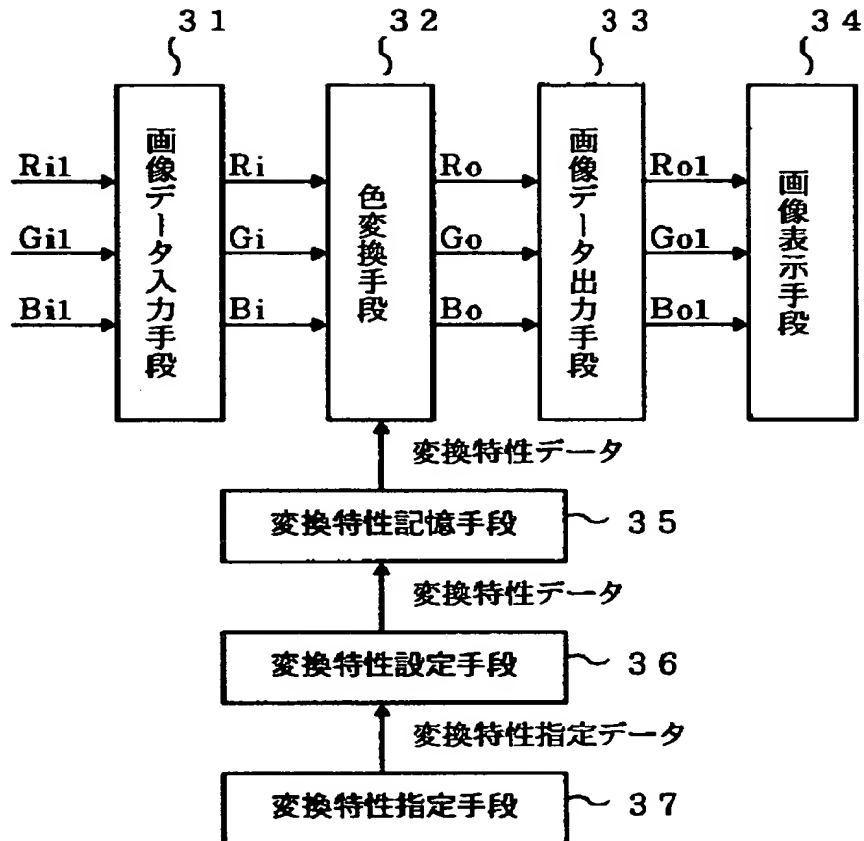 31 32 33 34
画像データ入力手段
色変換手段
画像データ出力手段
画像表示手段
Ri1 Ri Ro Ro1
Gi1 Gi Go Go1
Bi1 Bi Bo Bo1
変換特性データ
変換特性記憶手段 35
変換特性データ
変換特性設定手段 36
変換特性指定データ
変換特性指定手段 37